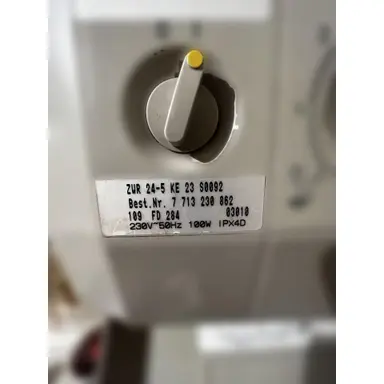 ZWR 24-5 KE 23 S0092
Best.Nr. 7 713 230 862
109 FD 284 03010
230V~50Hz 100W IPX4D